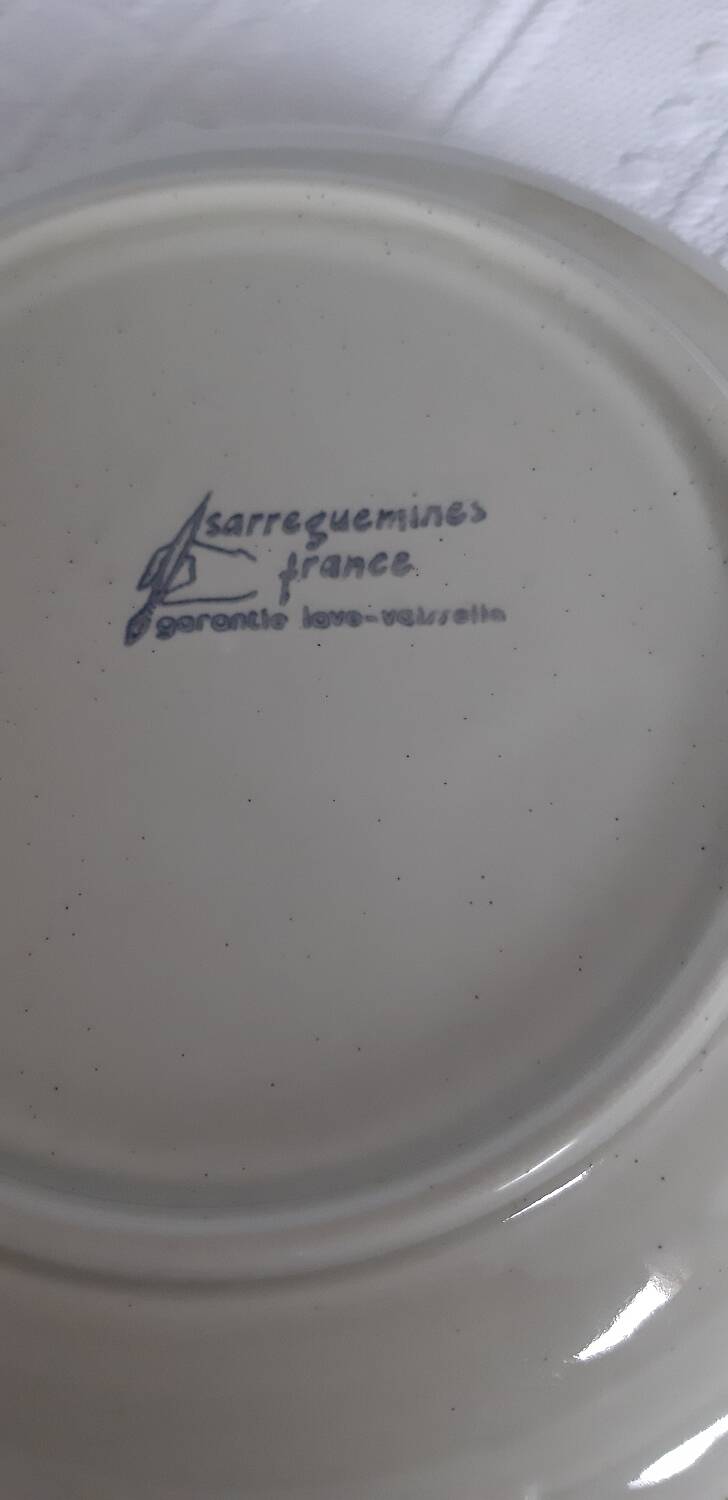 sarreguemines
france
garantie lave-vaisselle